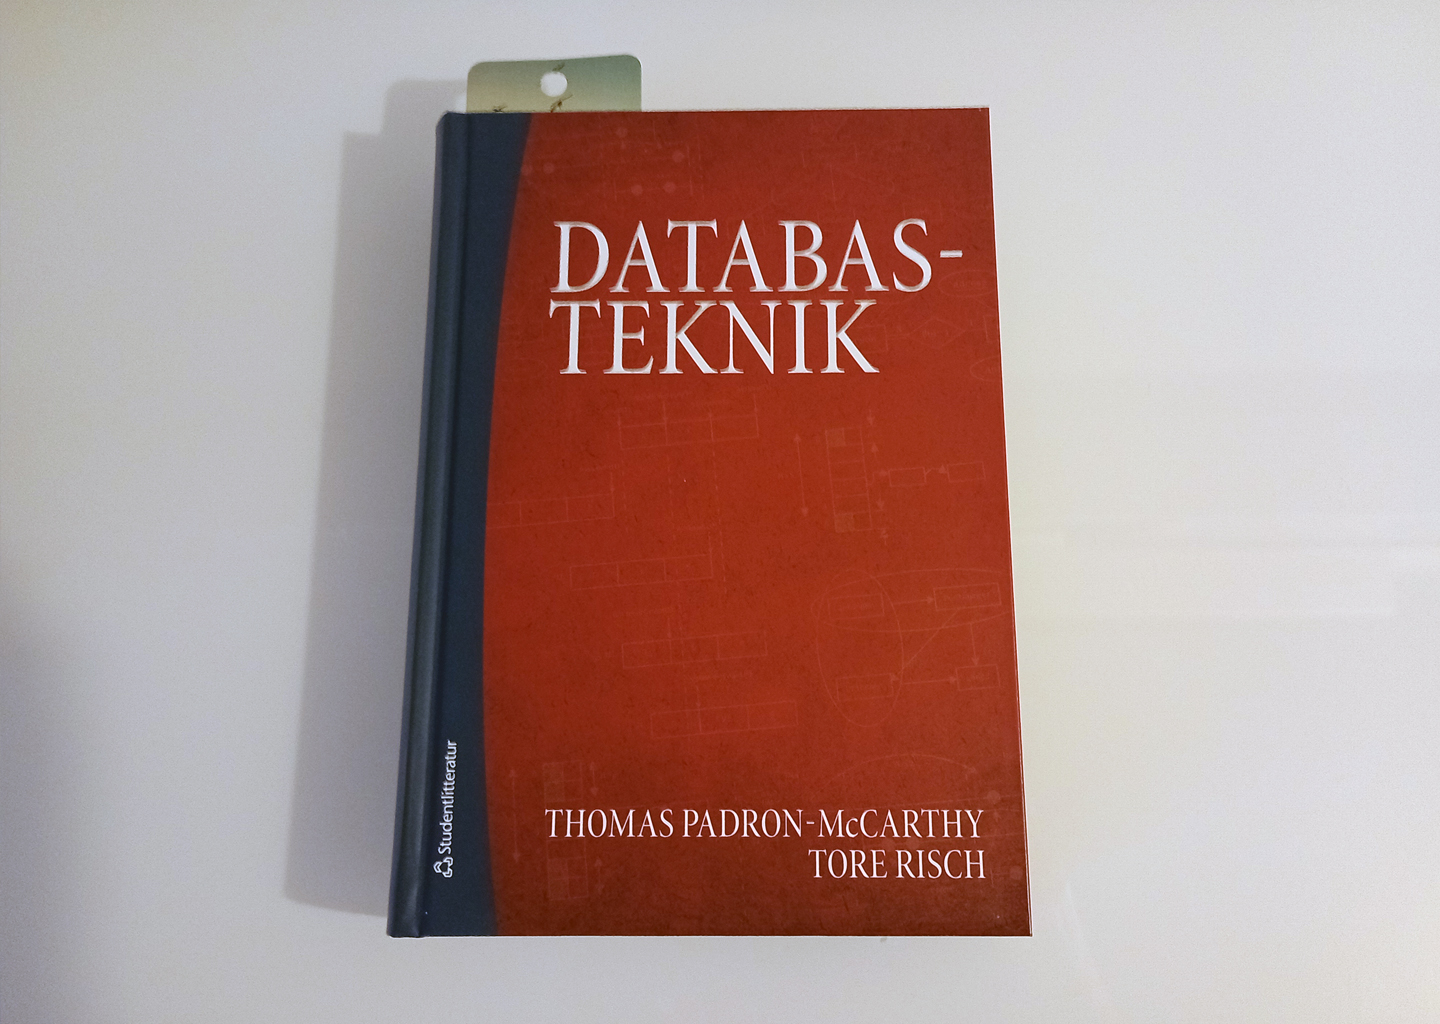 DATABAS-
TEKNIK
THOMAS PADRON-McCARTHY
TORE RISCH
Studentlitteratur